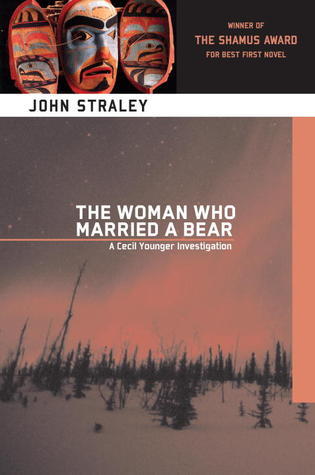 WINNER OF
THE SHAMUS AWARD
FOR BEST FIRST NOVEL
JOHN STRALEY
THE WOMAN WHO
MARRIED A BEAR
A Cecil Younger Investigation